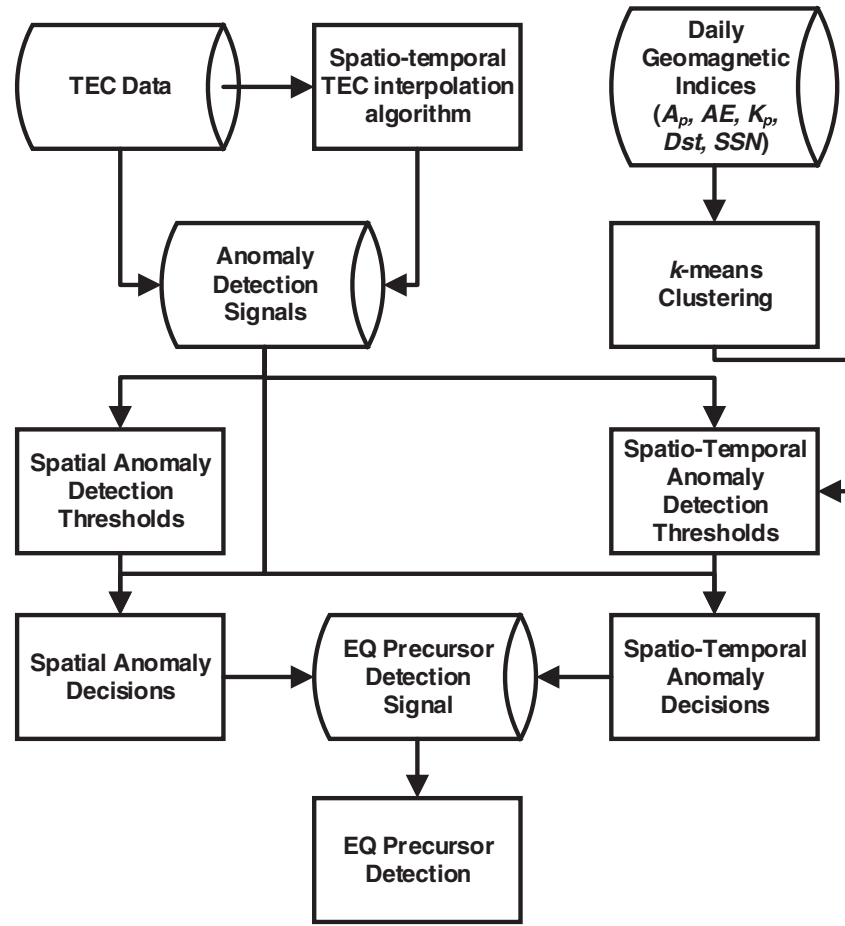 TEC Data
Spatio-temporal
TEC interpolation
algorithm
Daily
Geomagnetic
Indices
(Ap, AE, Kp,
Dst, SSN)
Anomaly
Detection
Signals
k-means
Clustering
Spatial Anomaly
Detection
Thresholds
Spatio-Temporal
Anomaly
Detection
Thresholds
Spatial Anomaly
Decisions
EQ Precursor
Detection
Signal
Spatio-Temporal
Anomaly
Decisions
EQ Precursor
Detection